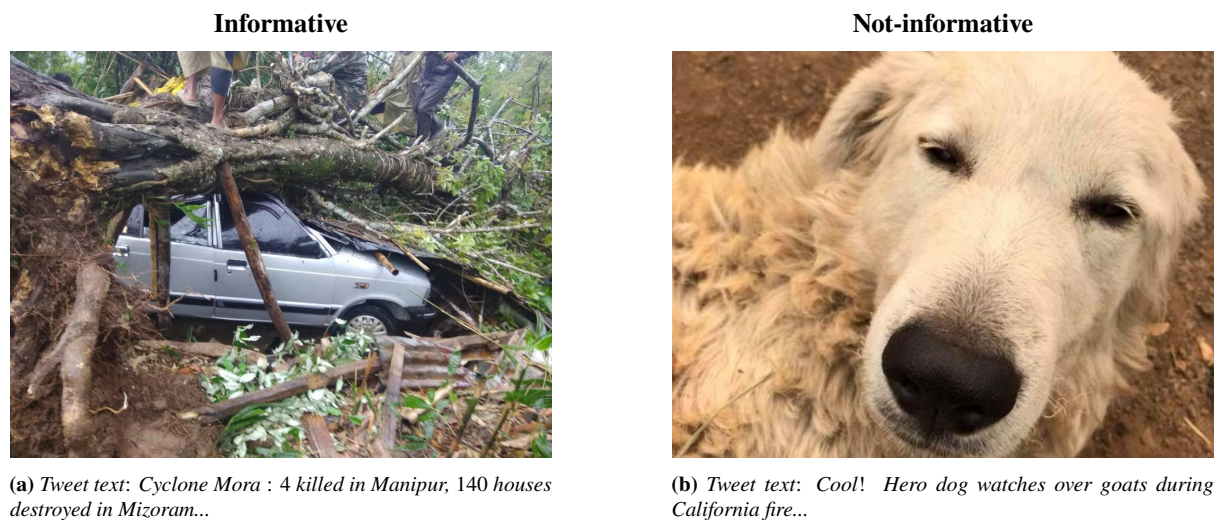 Informative
Not-informative
(a) Tweet text: Cyclone Mora : 4 killed in Manipur, 140 houses
destroyed in Mizoram...
(b) Tweet text: Cool! Hero dog watches over goats during
California fire...